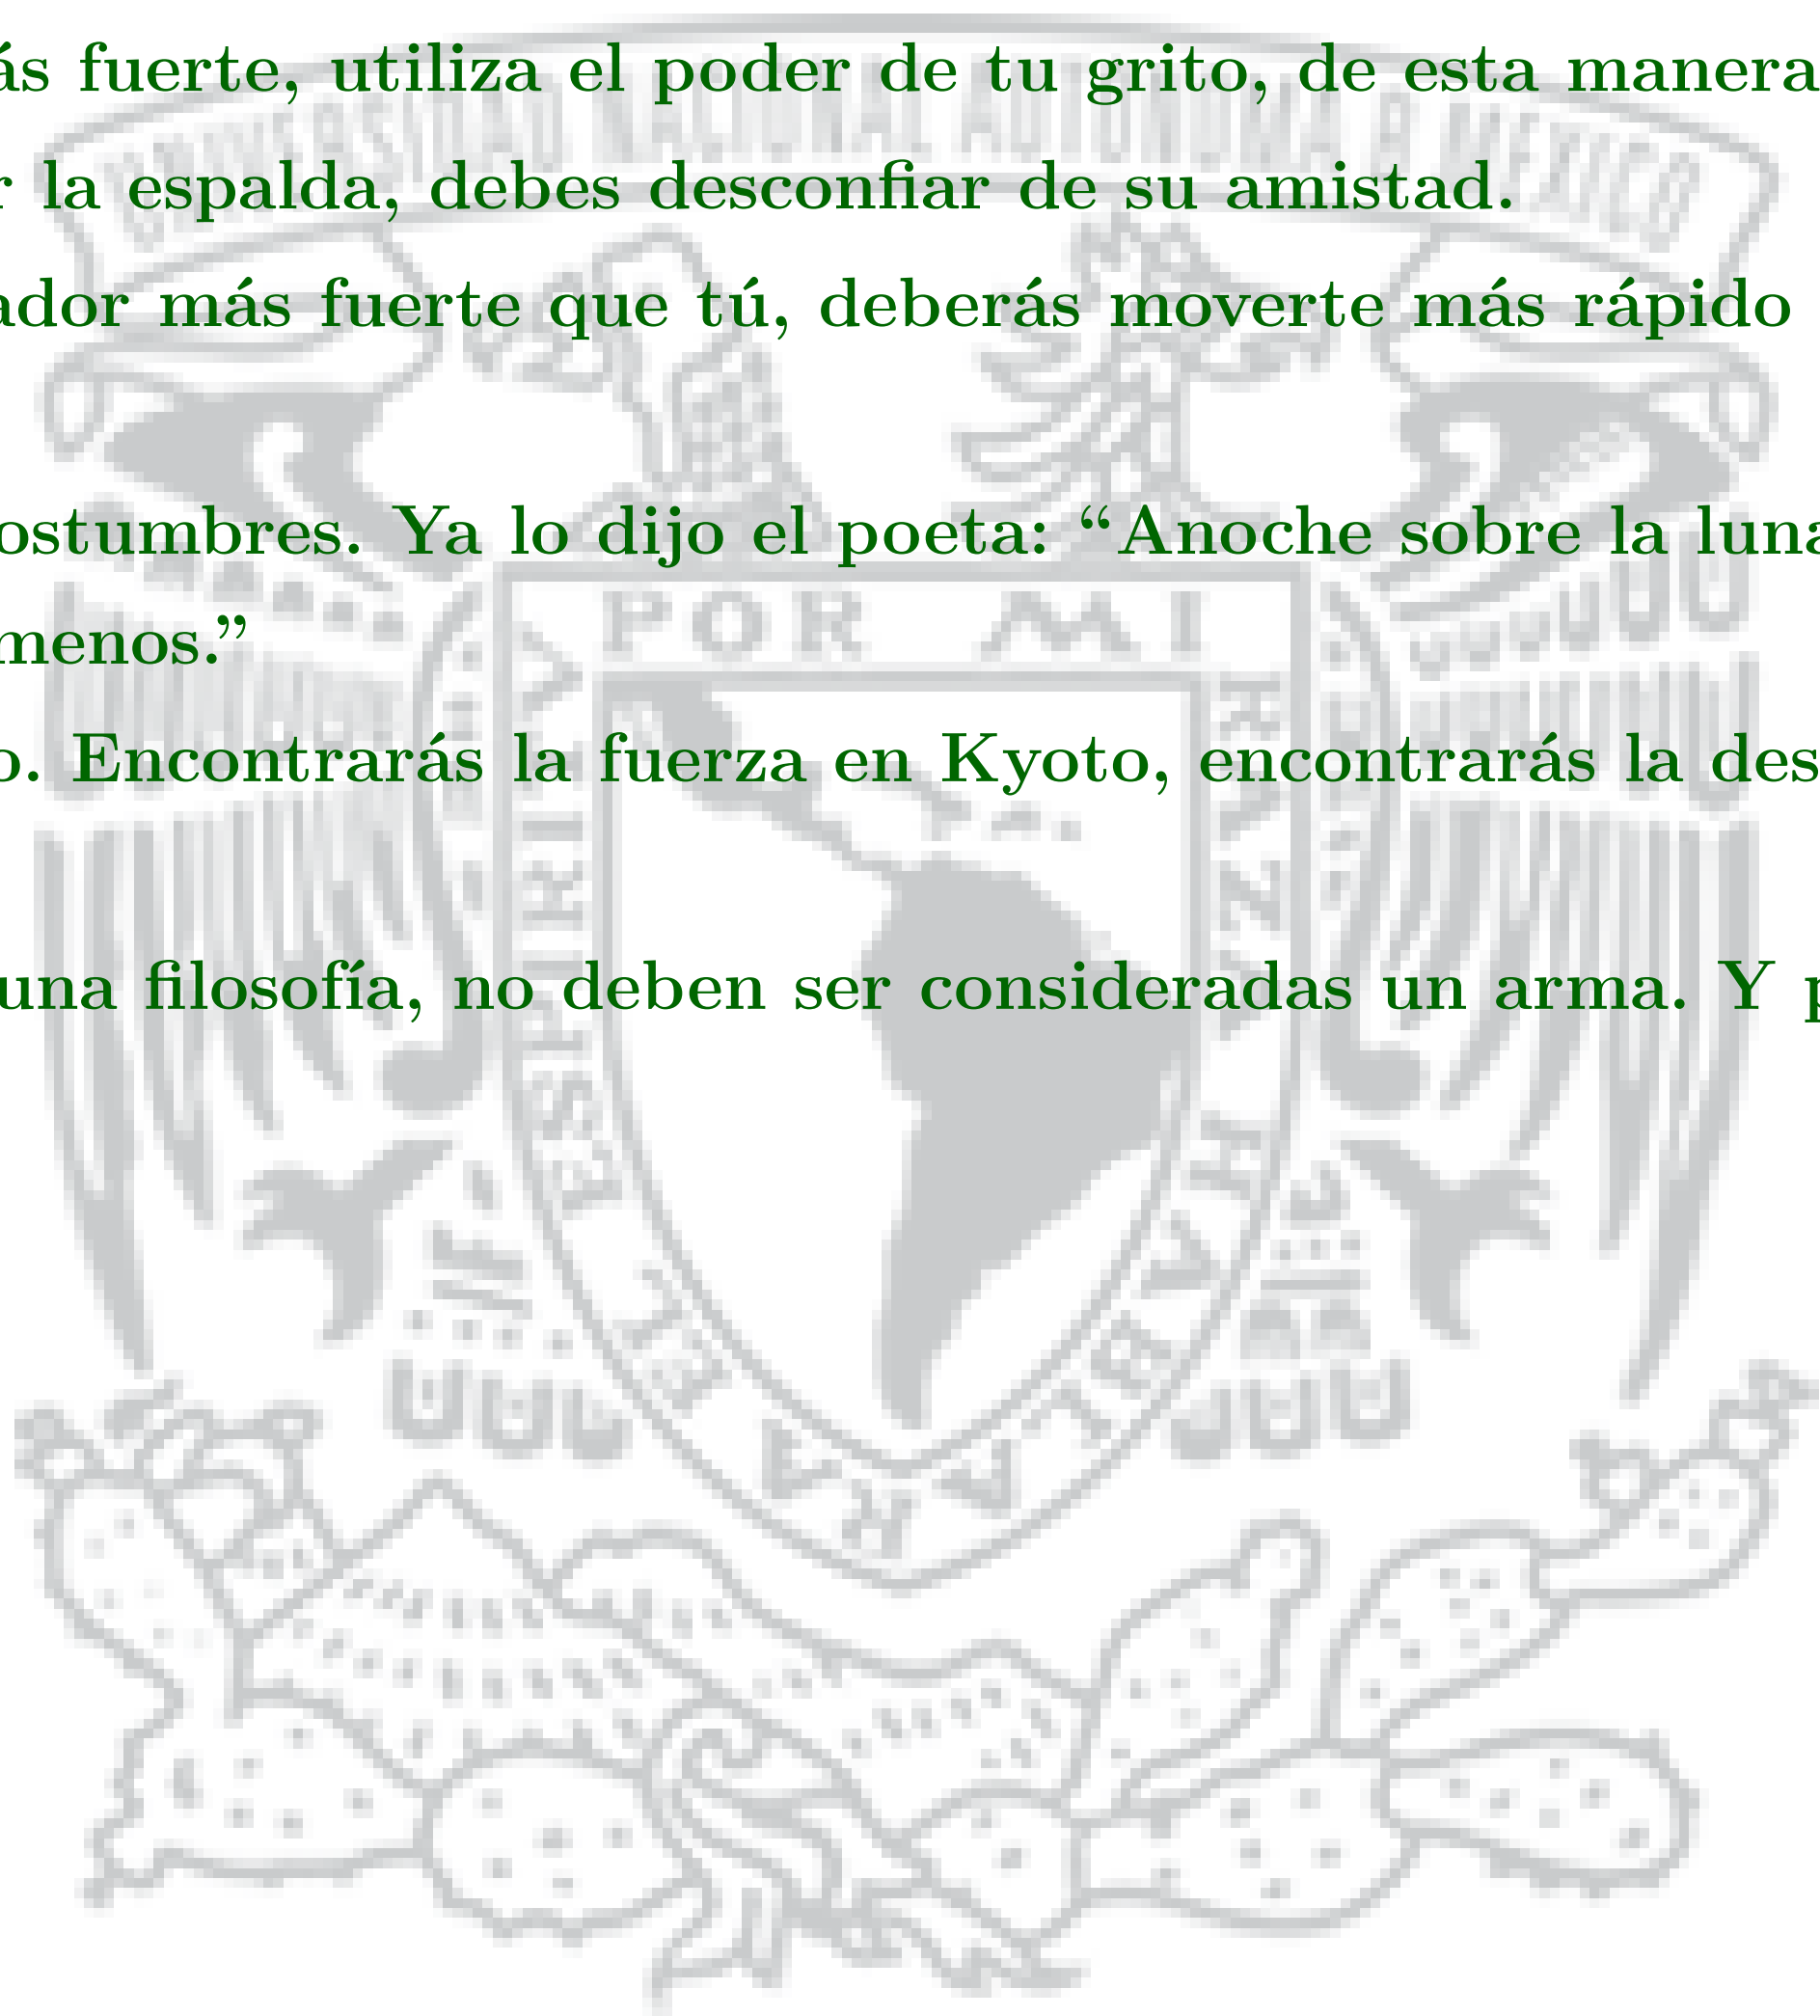 ás fuerte, utiliza el poder de tu grito, de esta manera
r la espalda, debes desconfiar de su amistad.
ador más fuerte que tú, deberás moverte más rápido
ostumbres. Ya lo dijo el poeta: “Anoche sobre la luna
POR MI
menos.”
o. Encontrarás la fuerza en Kyoto, encontrarás la des
una filosofía, no deben ser consideradas un arma. Y p